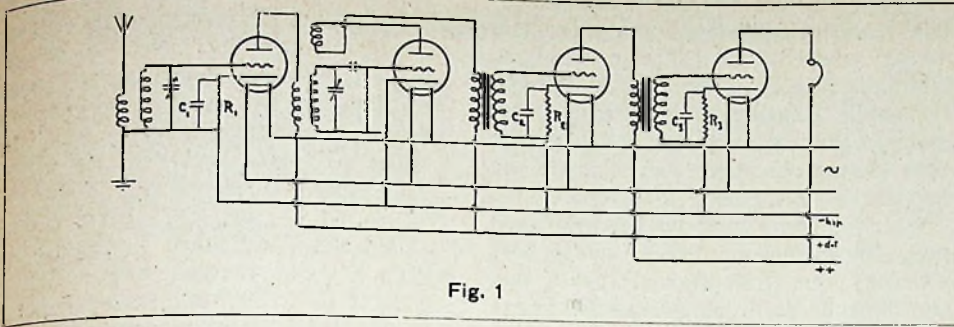 C₁
R₁
C₂
R₂
C₃
R₃
~
+ +
Fig. 1